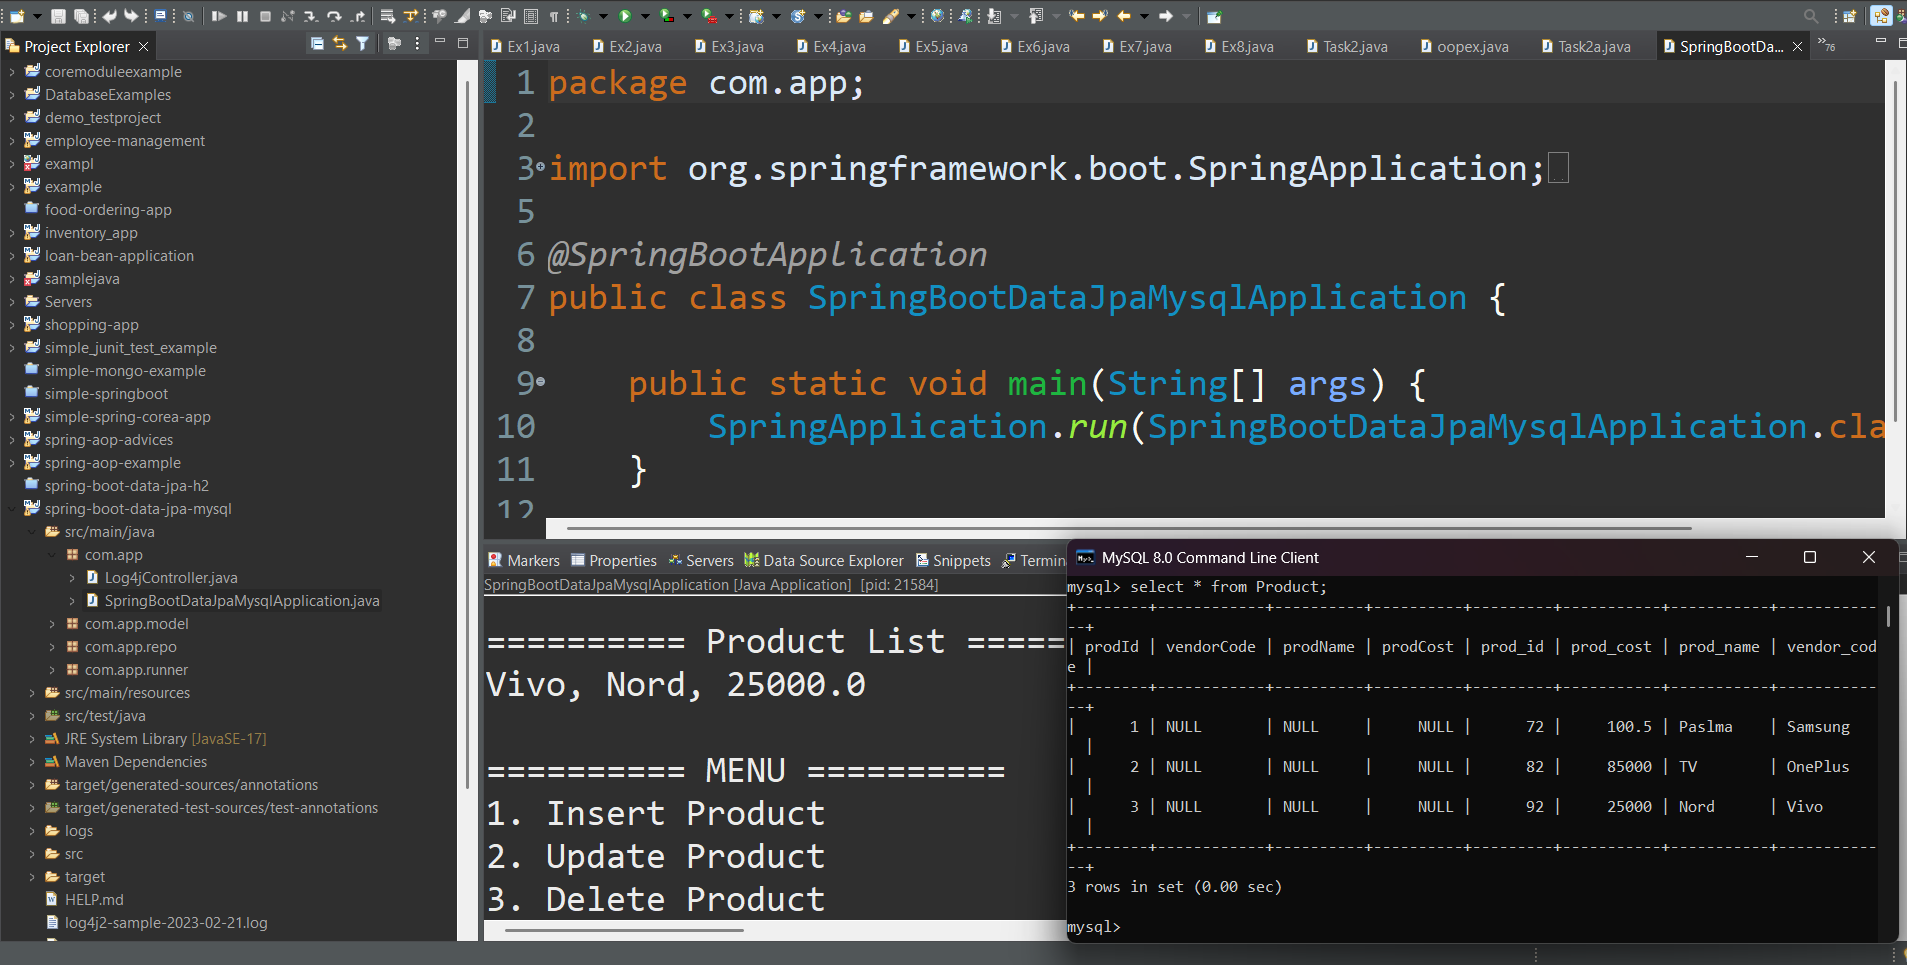 Project Explorer
coremoduleexample
DatabaseExamples
demo_testproject
employee-management
exampl
example
food-ordering-app
inventory_app
loan-bean-application
samplejava
Servers
shopping-app
simple_junit_test_example
simple-mongo-example
simple-springboot
simple-spring-corea-app
spring-aop-advices
spring-aop-example
spring-boot-data-jpa-h2
spring-boot-data-jpa-mysql
src/main/java
com.app
Log4jController.java
SpringBootDataJpaMysqlApplication.java
com.app.model
com.app.repo
com.app.runner
src/main/resources
src/test/java
JRE System Library [JavaSE-17]
Maven Dependencies
target/generated-sources/annotations
target/generated-test-sources/test-annotations
logs
src
target
HELP.md
log4j2-sample-2023-02-21.log
Ex1.java Ex2.java Ex3.java Ex4.java Ex5.java Ex6.java Ex7.java Ex8.java Task2.java oopex.java Task2a.java SpringBootDa... »76
1 package com.app;
2
3 import org.springframework.boot.SpringApplication;
5
6 @SpringBootApplication
7 public class SpringBootDataJpaMysqlApplication {
8
9 public static void main(String[] args) {
10 SpringApplication.run(SpringBootDataJpaMysqlApplication.cla
11 }
12
Markers Properties Servers Data Source Explorer Snippets Termin
SpringBootDataJpaMysqlApplication [Java Application] [pid: 21584]
========== Product List =====
Vivo, Nord, 25000.0
========== MENU ==========
1. Insert Product
2. Update Product
3. Delete Product
MySQL 8.0 Command Line Client
mysql> select * from Product;
+--------+------------+----------+----------+--------+-----------+-----------+-----------
--+
| prodId | vendorCode | prodName | prodCost | prod_id | prod_cost | prod_name | vendor_cod
e |
+--------+------------+----------+----------+---------+-----------+-----------+-----------
--+
| 1 | NULL | NULL | NULL | 72 | 100.5 | Paslma | Samsung
|
| 2 | NULL | NULL | NULL | 82 | 85000 | TV | OnePlus
|
| 3 | NULL | NULL | NULL | 92 | 25000 | Nord | Vivo
|
+--------+------------+----------+----------+---------+-----------+-----------+-----------
--+
3 rows in set (0.00 sec)
mysql>